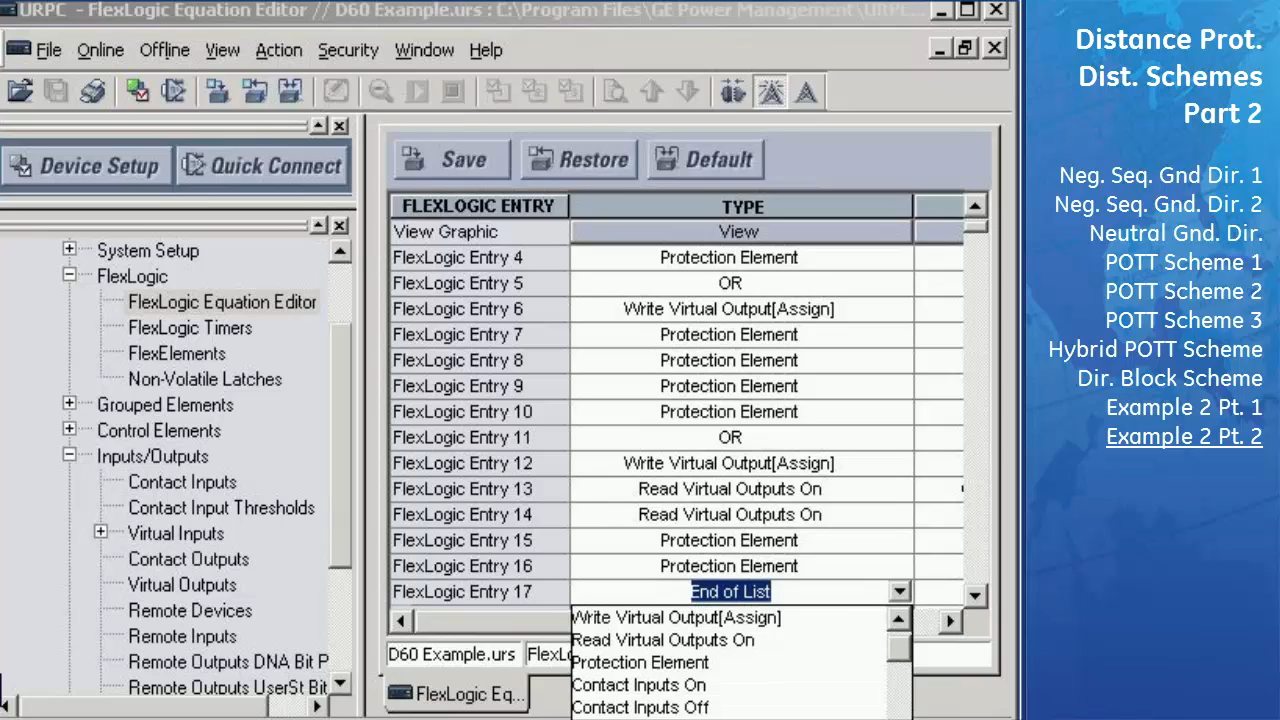 URPC - FlexLogic Equation Editor // D60 Example.urs : C:\Program Files\GE Power Management\URPC...
File Online Offline View Action Security Window Help
Device Setup Quick Connect
System Setup
FlexLogic
FlexLogic Equation Editor
FlexLogic Timers
FlexElements
Non-Volatile Latches
Grouped Elements
Control Elements
Inputs/Outputs
Contact Inputs
Contact Input Thresholds
Virtual Inputs
Contact Outputs
Virtual Outputs
Remote Devices
Remote Inputs
Remote Outputs DNA Bit P
Remote Outputs UserSt Bit
Save Restore Default
FLEXLOGIC ENTRY TYPE
View Graphic View
FlexLogic Entry 4 Protection Element
FlexLogic Entry 5 OR
FlexLogic Entry 6 Write Virtual Output[Assign]
FlexLogic Entry 7 Protection Element
FlexLogic Entry 8 Protection Element
FlexLogic Entry 9 Protection Element
FlexLogic Entry 10 Protection Element
FlexLogic Entry 11 OR
FlexLogic Entry 12 Write Virtual Output[Assign]
FlexLogic Entry 13 Read Virtual Outputs On
FlexLogic Entry 14 Read Virtual Outputs On
FlexLogic Entry 15 Protection Element
FlexLogic Entry 16 Protection Element
FlexLogic Entry 17 End of List
Write Virtual Output[Assign]
Read Virtual Outputs On
Protection Element
Contact Inputs On
Contact Inputs Off
D60 Example.urs FlexLo
FlexLogic Eq...
Distance Prot.
Dist. Schemes
Part 2
Neg. Seq. Gnd Dir. 1
Neg. Seq. Gnd. Dir. 2
Neutral Gnd. Dir.
POTT Scheme 1
POTT Scheme 2
POTT Scheme 3
Hybrid POTT Scheme
Dir. Block Scheme
Example 2 Pt. 1
Example 2 Pt. 2